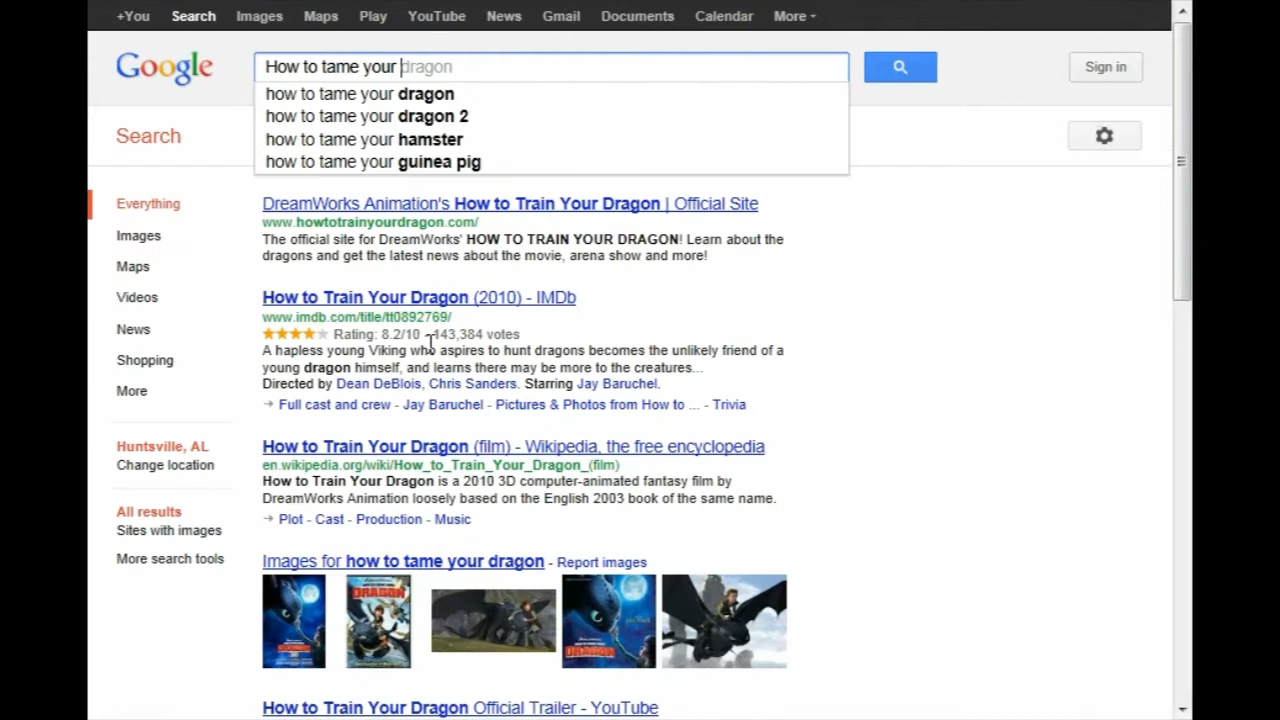 +You Search Images Maps Play YouTube News Gmail Documents Calendar More
Google
How to tame your dragon
Sign in
how to tame your dragon
how to tame your dragon 2
how to tame your hamster
how to tame your guinea pig
Search
Everything
Images
Maps
Videos
News
Shopping
More
Huntsville, AL
Change location
All results
Sites with images
More search tools
DreamWorks Animation's How to Train Your Dragon | Official Site
www.howtotrainyourdragon.com/
The official site for DreamWorks' HOW TO TRAIN YOUR DRAGON! Learn about the
dragons and get the latest news about the movie, arena show and more!
How to Train Your Dragon (2010) - IMDb
www.imdb.com/title/tt0892769/
Rating: 8.2/10 - 143,384 votes
A hapless young Viking who aspires to hunt dragons becomes the unlikely friend of a
young dragon himself, and learns there may be more to the creatures...
Directed by Dean DeBlois, Chris Sanders. Starring Jay Baruchel.
Full cast and crew - Jay Baruchel - Pictures & Photos from How to ... - Trivia
How to Train Your Dragon (film) - Wikipedia, the free encyclopedia
en.wikipedia.org/wiki/How_to_Train_Your_Dragon_(film)
How to Train Your Dragon is a 2010 3D computer-animated fantasy film by
DreamWorks Animation loosely based on the English 2003 book of the same name.
Plot - Cast - Production - Music
Images for how to tame your dragon - Report images
DRAGON
DRAGON
DRAGON
How to Train Your Dragon Official Trailer - YouTube